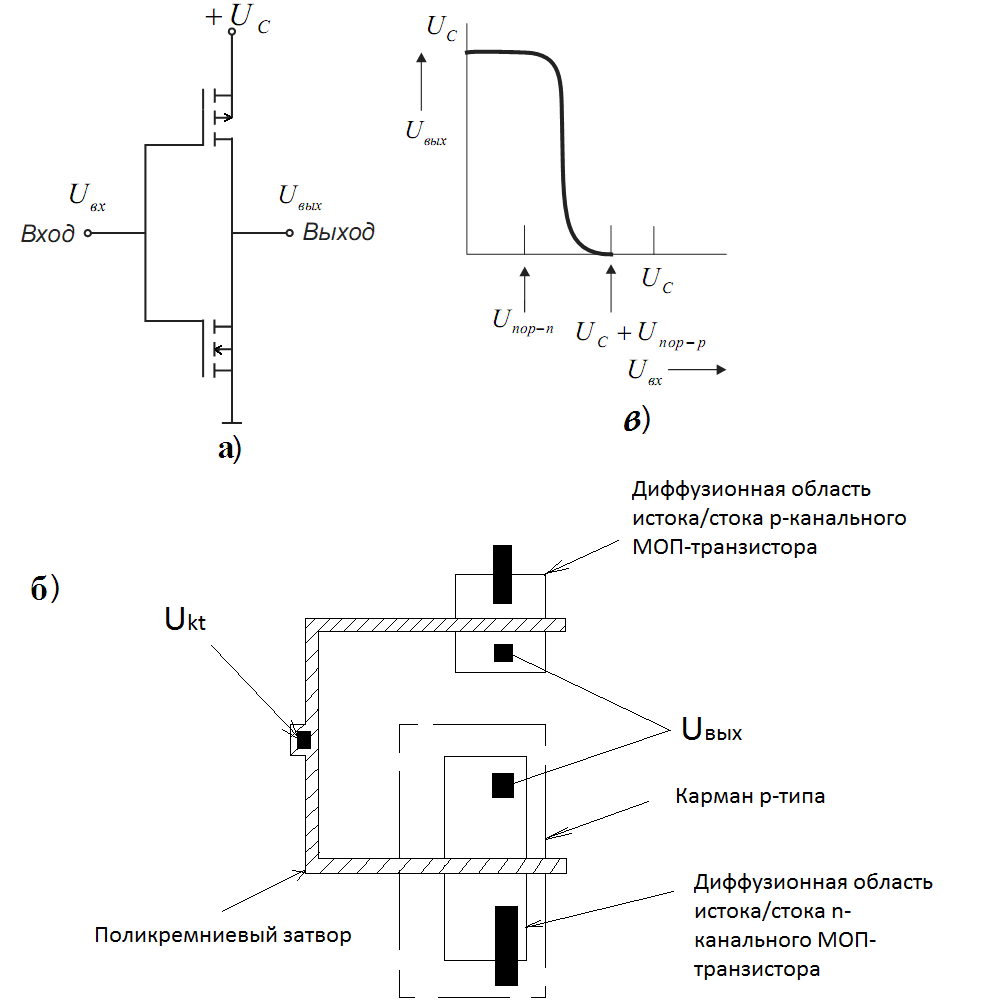 + U C
U вх
Вход
U вых
Выход
а)
U C
U вых
U C
U пор-n
U C + U пор-р
U вх
в)
Диффузионная область
истока/стока р-канального
МОП-транзистора
б)
Ukt
Uвых
Карман р-типа
Диффузионная область
истока/стока n-
канального МОП-
транзистора
Поликремниевый затвор